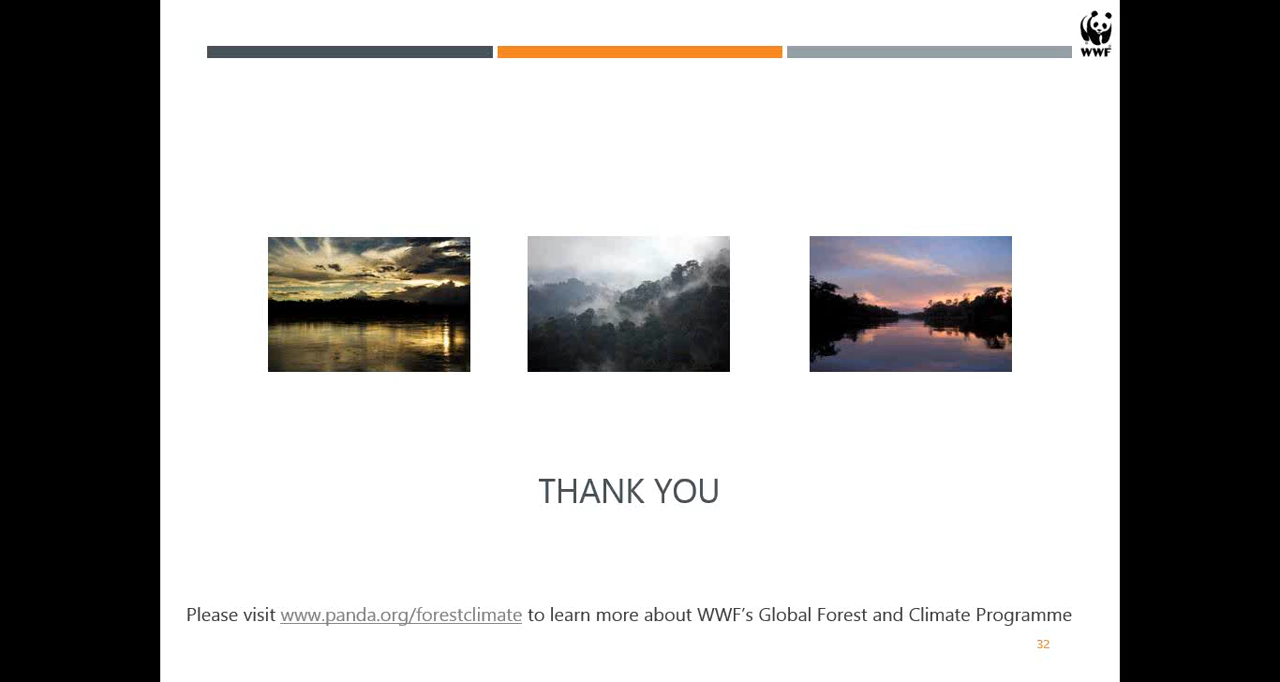 WWF
THANK YOU
Please visit www.panda.org/forestclimate to learn more about WWF’s Global Forest and Climate Programme
32